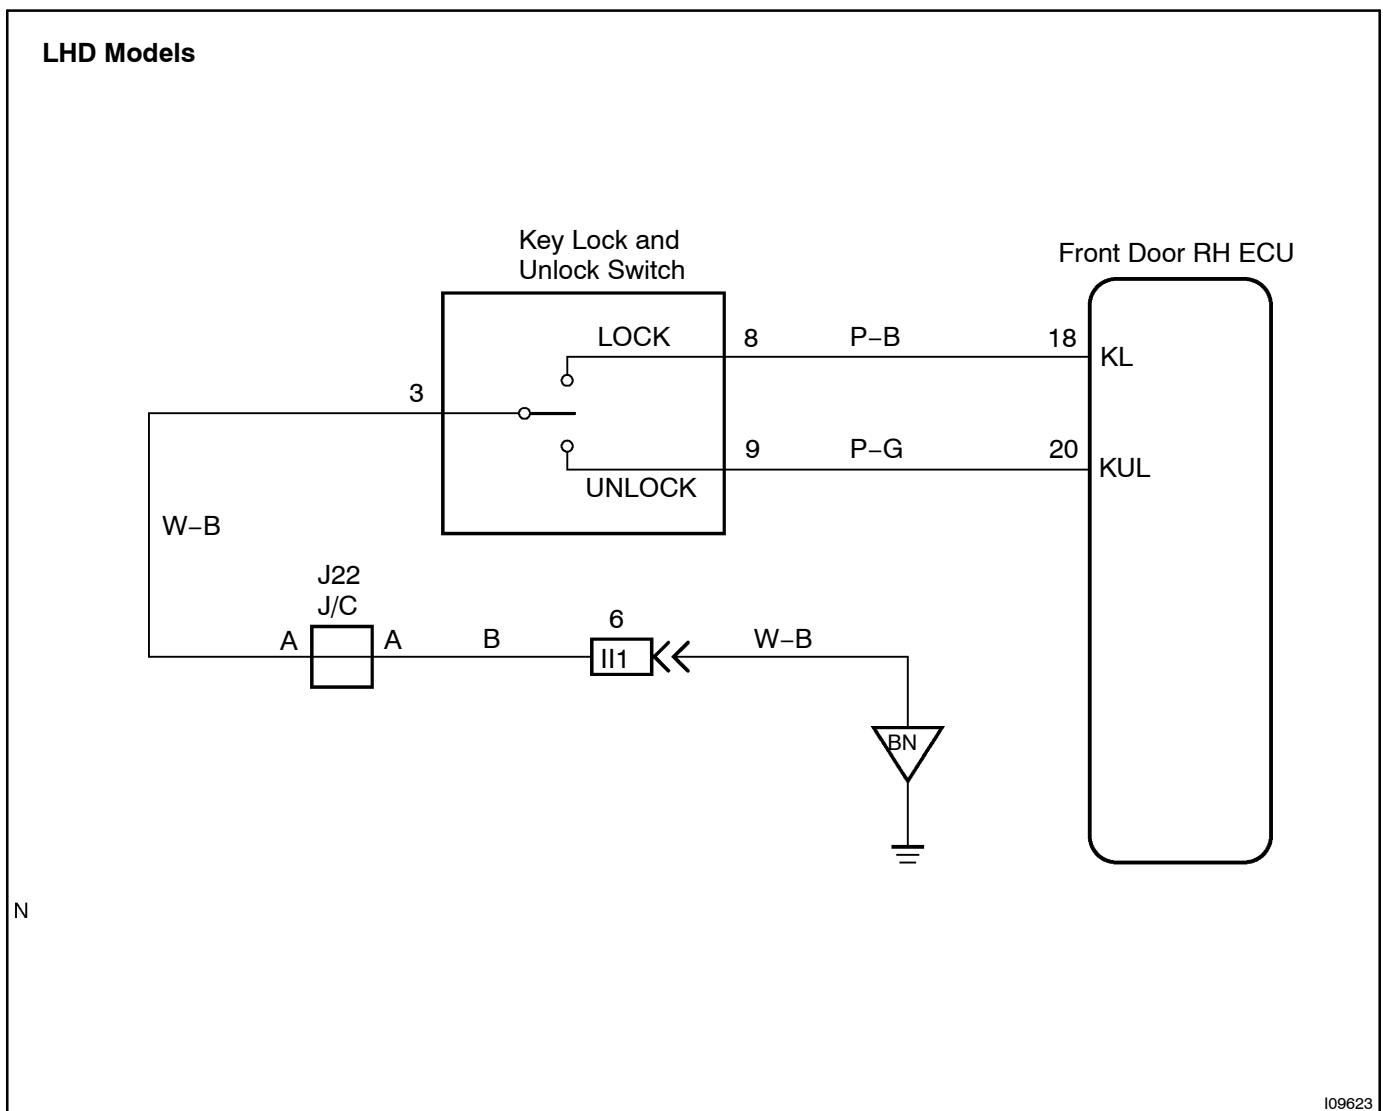 LHD Models
Key Lock and
Unlock Switch
Front Door RH ECU
LOCK
8
P−B
18
KL
3
9
P−G
20
KUL
UNLOCK
W−B
J22
J/C
A
A
B
6
II1
W−B
BN
N
I09623